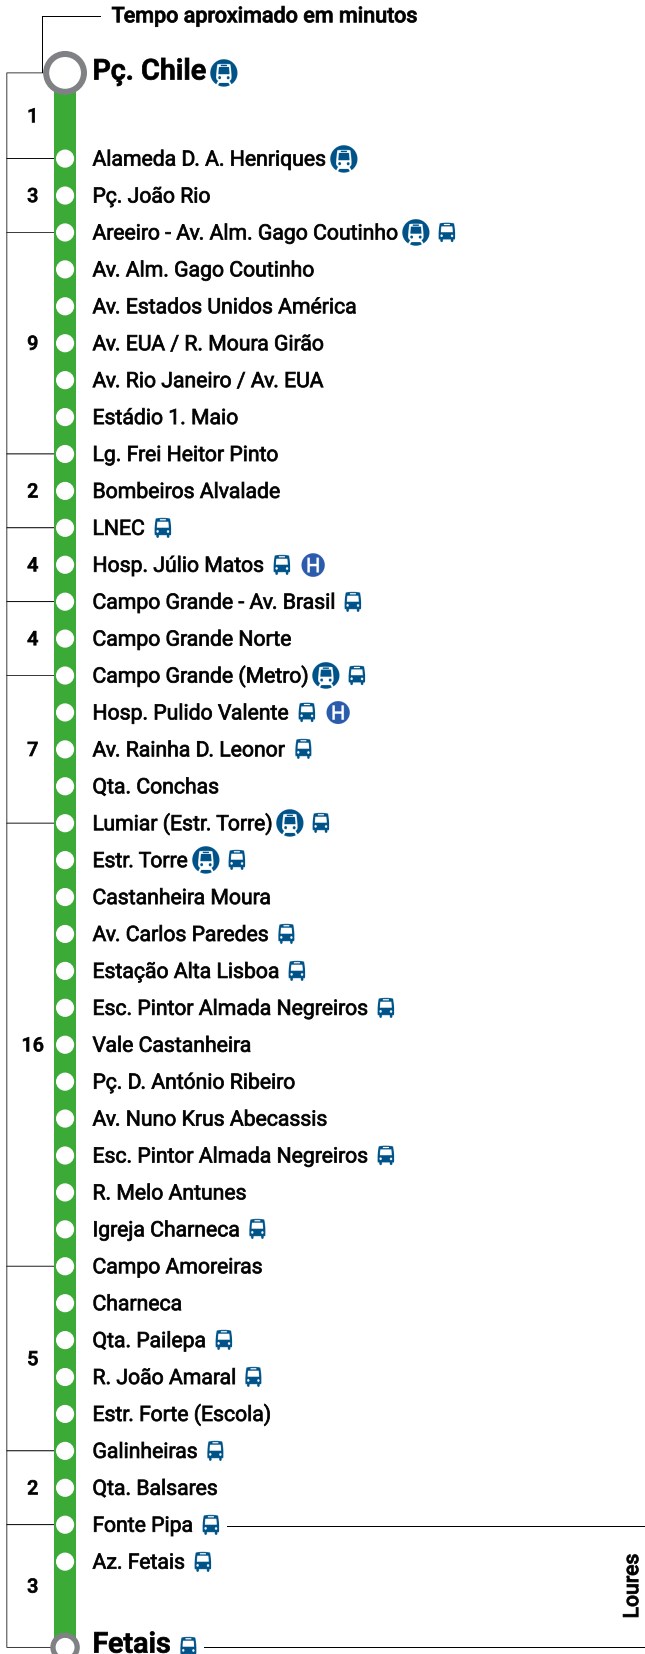 Tempo aproximado em minutos
Pç. Chile
1
Alameda D. A. Henriques
3
Pç. João Rio
Areeiro - Av. Alm. Gago Coutinho
Av. Alm. Gago Coutinho
Av. Estados Unidos América
9
Av. EUA / R. Moura Girão
Av. Rio Janeiro / Av. EUA
Estádio 1. Maio
Lg. Frei Heitor Pinto
2
Bombeiros Alvalade
LNEC
4
Hosp. Júlio Matos
H
Campo Grande - Av. Brasil
4
Campo Grande Norte
Campo Grande (Metro)
Hosp. Pulido Valente
H
7
Av. Rainha D. Leonor
Qta. Conchas
Lumiar (Estr. Torre)
Estr. Torre
Castanheira Moura
Av. Carlos Paredes
Estação Alta Lisboa
Esc. Pintor Almada Negreiros
16
Vale Castanheira
Pç. D. António Ribeiro
Av. Nuno Krus Abecassis
Esc. Pintor Almada Negreiros
R. Melo Antunes
Igreja Charneca
Campo Amoreiras
Charneca
Qta. Pailepa
5
R. João Amaral
Estr. Forte (Escola)
Galinheiras
2
Qta. Balsares
Fonte Pipa
Az. Fetais
3
Loures
Fetais